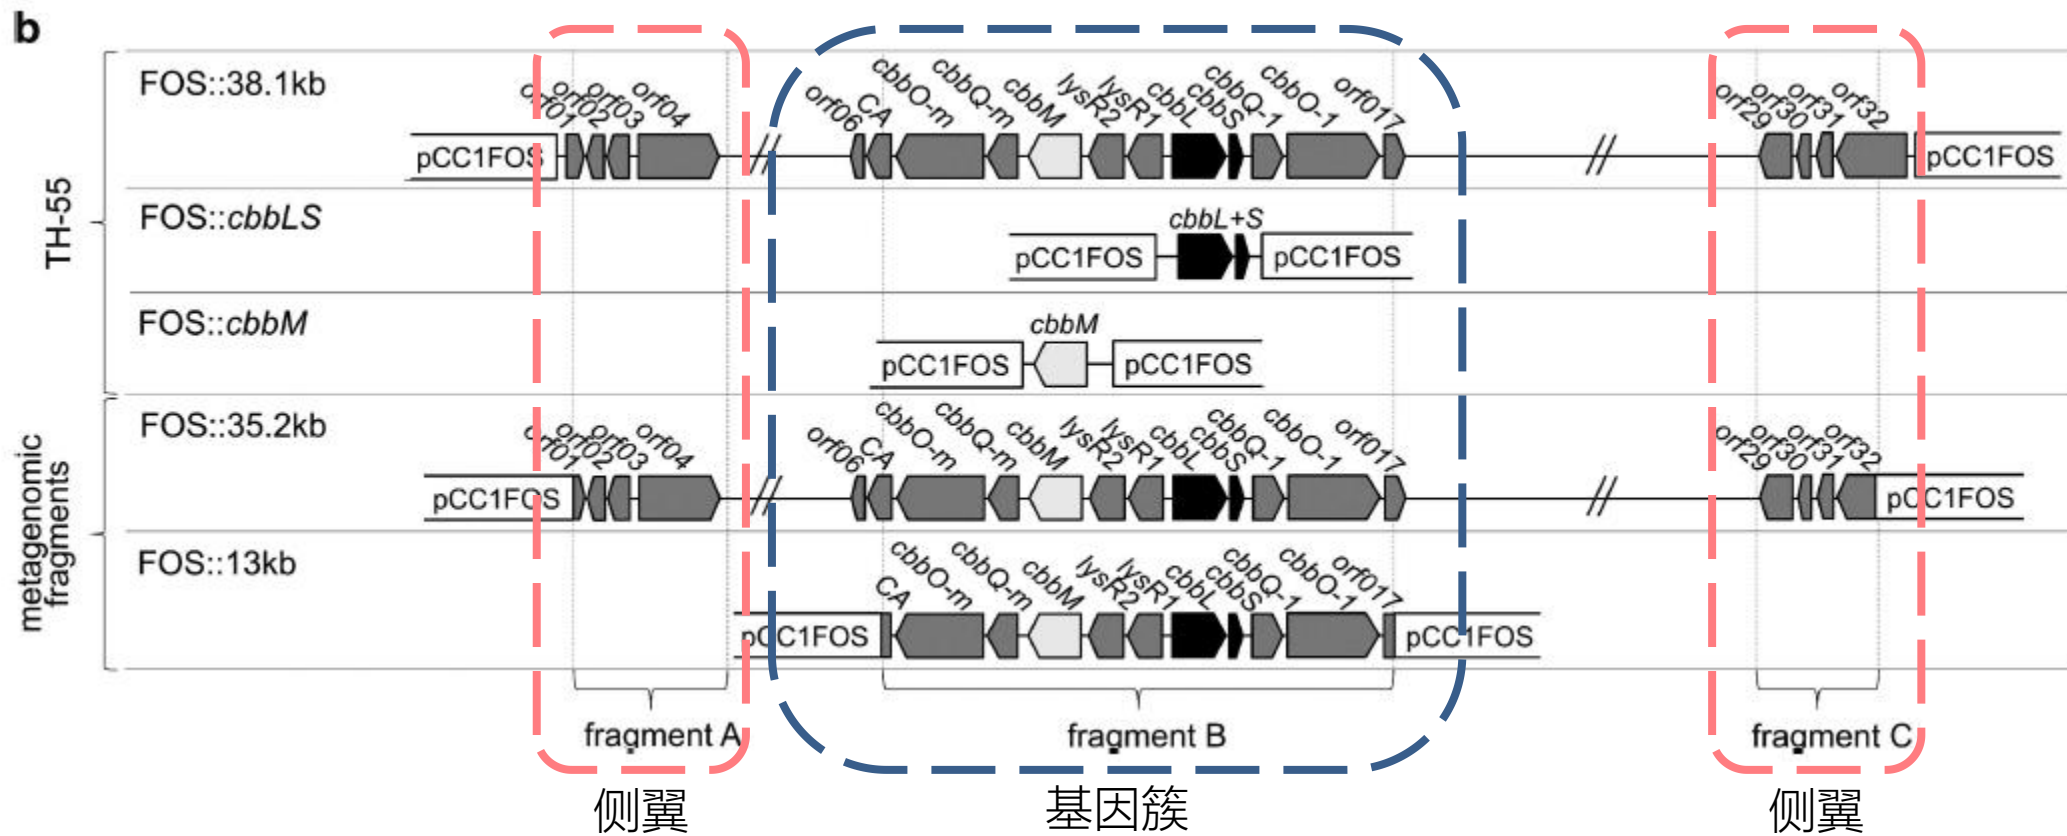 b
TH-55
FOS::38.1kb
orf01 orf02 orf03 orf04
orf06 CA cbbO-m cbbQ-m cbbM lysR2 lysR1 cbbL cbbS cbbQ-1 cbbO-1 orf017
orf29 orf30 orf31 orf32
pCC1FOS
pCC1FOS
FOS::cbbLS
cbbL+S
pCC1FOS
pCC1FOS
FOS::cbbM
cbbM
pCC1FOS
pCC1FOS
metagenomic
fragments
FOS::35.2kb
orf01 orf02 orf03 orf04
orf06 CA cbbO-m cbbQ-m cbbM lysR2 lysR1 cbbL cbbS cbbQ-1 cbbO-1 orf017
orf29 orf30 orf31 orf32
pCC1FOS
pCC1FOS
FOS::13kb
CA cbbO-m cbbQ-m cbbM lysR2 lysR1 cbbL cbbS cbbQ-1 cbbO-1 orf017
pCC1FOS
pCC1FOS
fragment A
fragment B
fragment C
侧翼
基因簇
侧翼